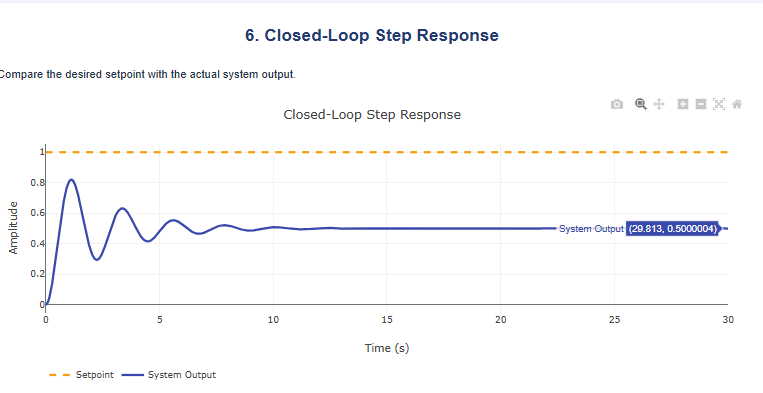 6. Closed-Loop Step Response
Compare the desired setpoint with the actual system output.
Closed-Loop Step Response
1
0.8
0.6
0.4
0.2
0
Amplitude
System Output (29.813, 0.5000004)
0 5 10 15 20 25 30
Time (s)
Setpoint System Output